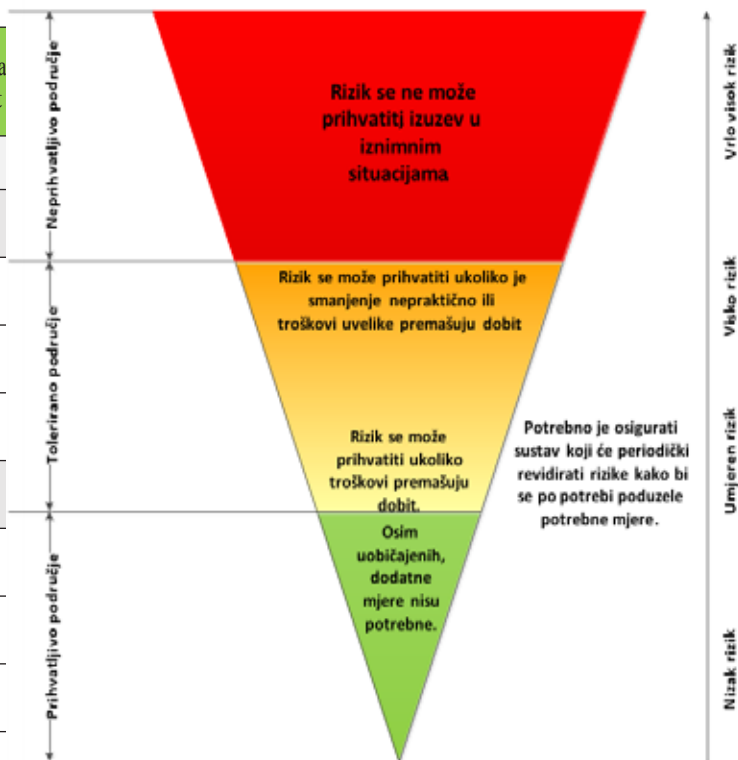 Neprihvatljivo područje
Tolerirano područje
Prihvatljivo područje
Rizik se ne može
prihvatitj izuzev u
iznimnim
situacijama
Rizik se može prihvatiti ukoliko je
smanjenje nepraktično ili
troškovi uvelike premašuju dobit
Rizik se može
prihvatiti ukoliko
troškovi premašuju
dobit.
Osim
uobičajenih,
dodatne
mjere nisu
potrebne.
Potrebno je osigurati
sustav koji će periodički
revidirati rizike kako bi
se po potrebi poduzele
potrebne mjere.
Vrlo visok rizik
Visko rizik
Umjeren rizik
Nizak rizik